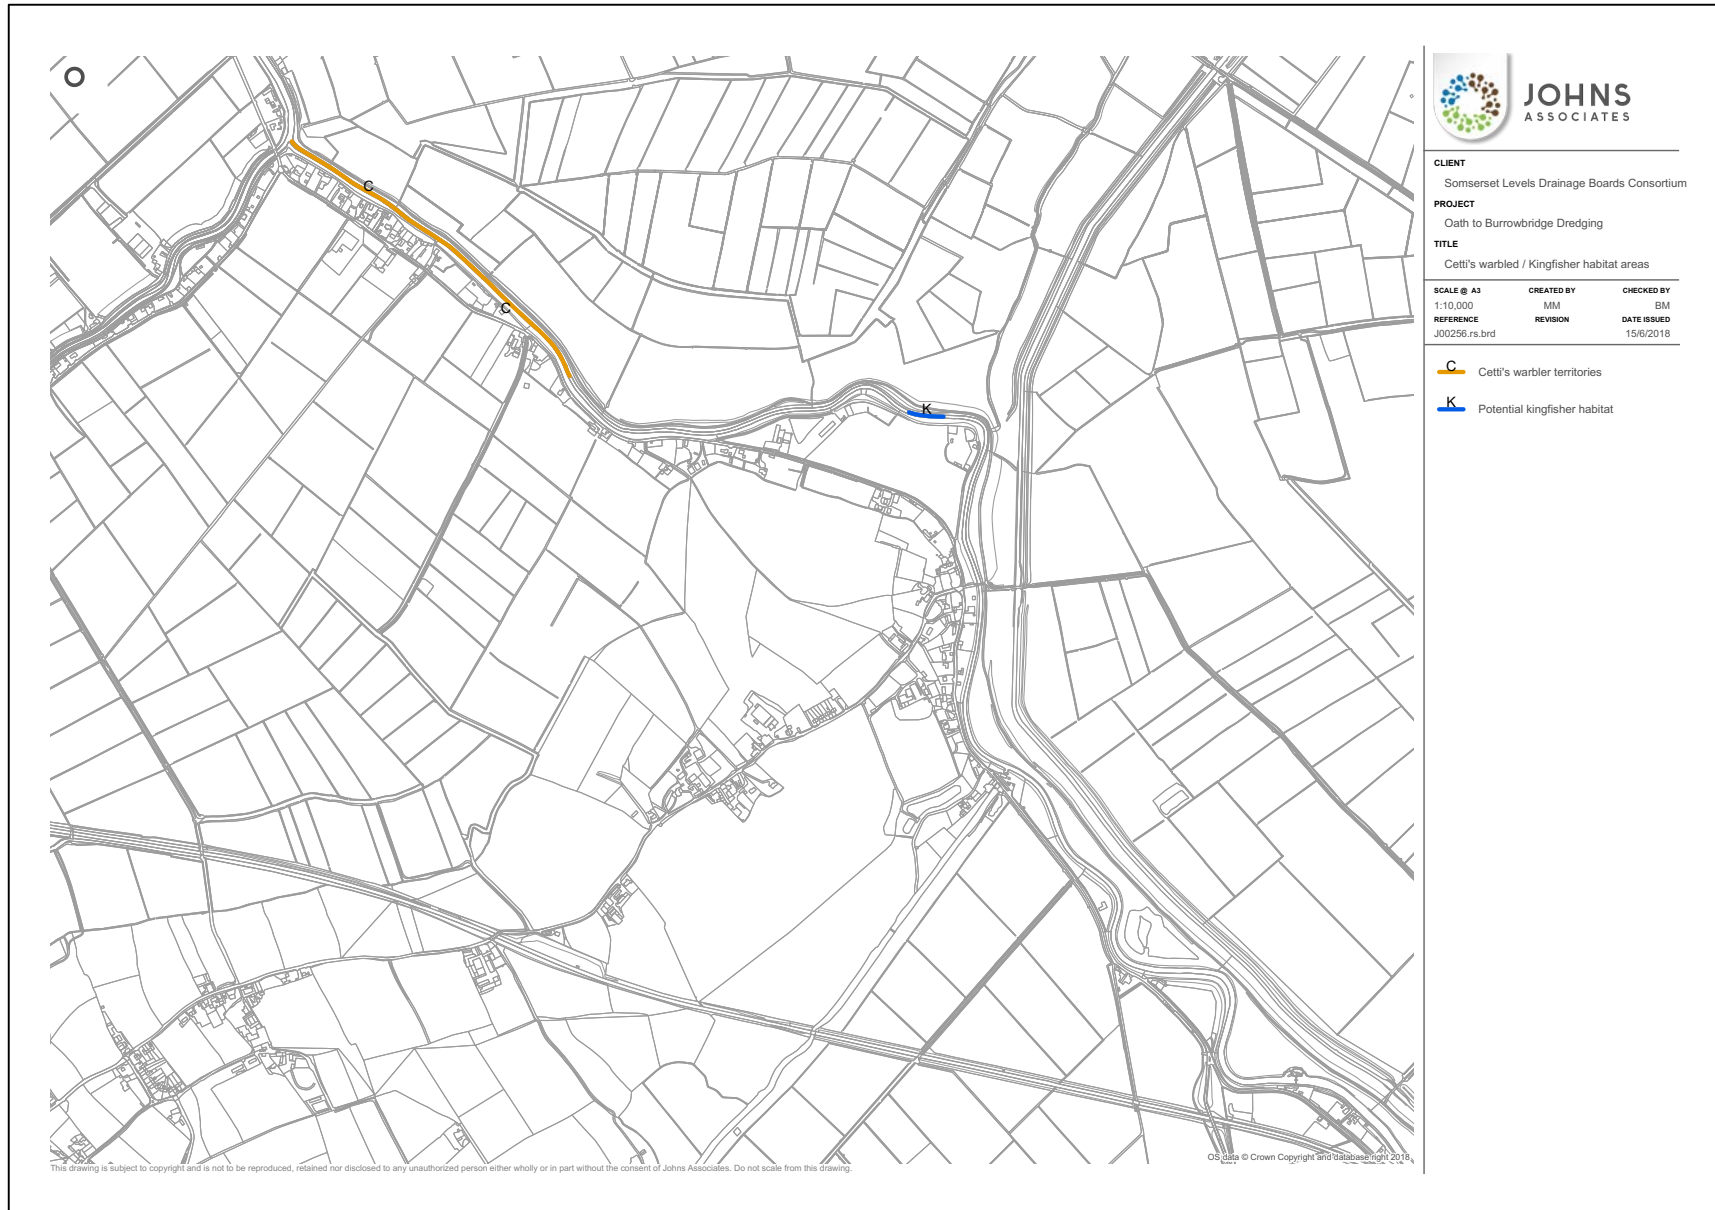 JOHNS
ASSOCIATES
CLIENT
Somserset Levels Drainage Boards Consortium
PROJECT
Oath to Burrowbridge Dredging
TITLE
Cetti's warbled / Kingfisher habitat areas
SCALE @ A3 CREATED BY CHECKED BY
1:10,000 MM BM
REFERENCE REVISION DATE ISSUED
J00256.rs.brd 15/6/2018
C Cetti's warbler territories
K Potential kingfisher habitat
C
C
K
OS data © Crown Copyright and database right 2018
This drawing is subject to copyright and is not to be reproduced, retained nor disclosed to any unauthorized person either wholly or in part without the consent of Johns Associates. Do not scale from this drawing.